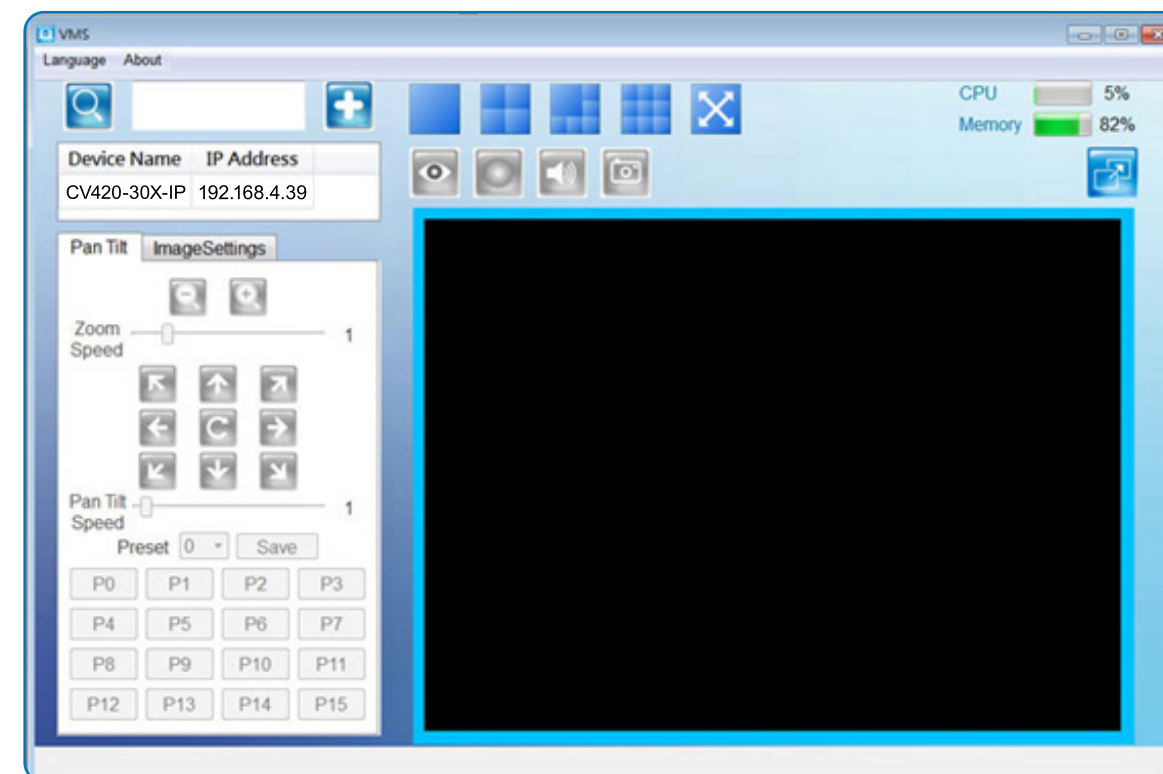 VMS
Language About
CPU 5%
Memory 82%
Device Name IP Address
CV420-30X-IP 192.168.4.39
Pan Tilt ImageSettings
Zoom
Speed
1
C
Pan Tilt
Speed
1
Preset 0 Save
P0 P1 P2 P3
P4 P5 P6 P7
P8 P9 P10 P11
P12 P13 P14 P15